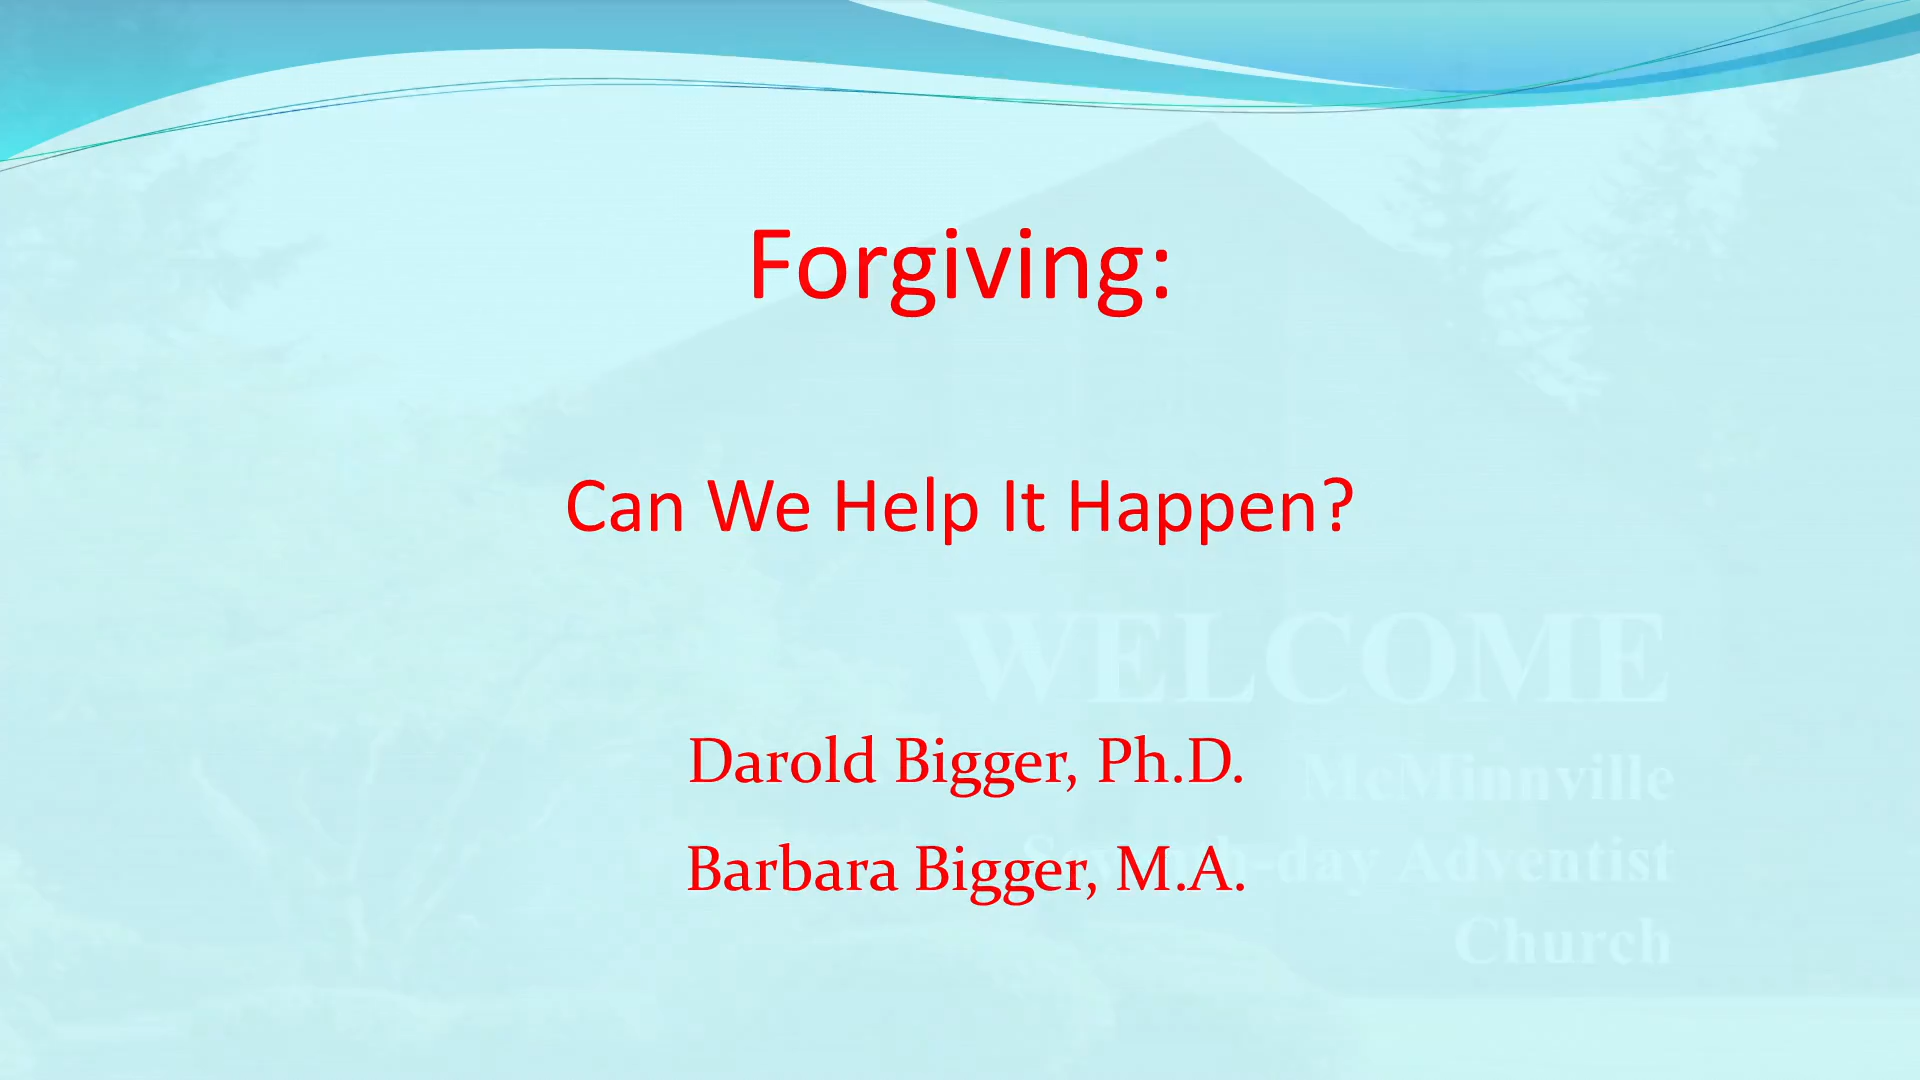 Forgiving:
Can We Help It Happen?
WELCOME
Darold Bigger, Ph.D.
McMinnville
Barbara Bigger, M.A.
Seventh-day Adventist
Church